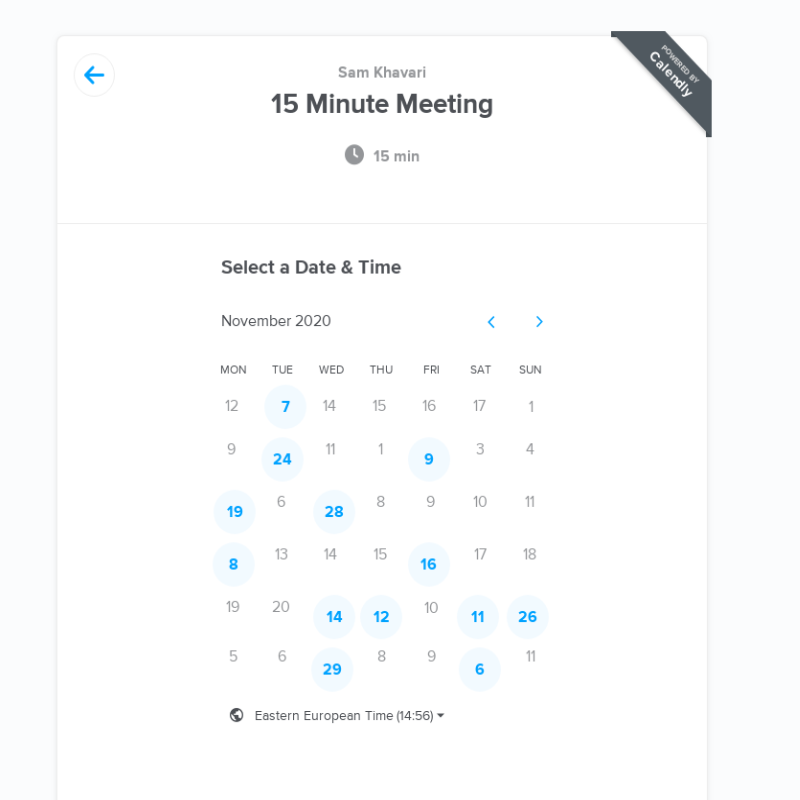 Sam Khavari
POWERED BY
Calendly
15 Minute Meeting
15 min
Select a Date & Time
November 2020
MON TUE WED THU FRI SAT SUN
12 7 14 15 16 17 1
9 24 11 1 9 3 4
19 6 28 8 9 10 11
8 13 14 15 16 17 18
19 20 14 12 10 11 26
5 6 29 8 9 6 11
Eastern European Time (14:56)